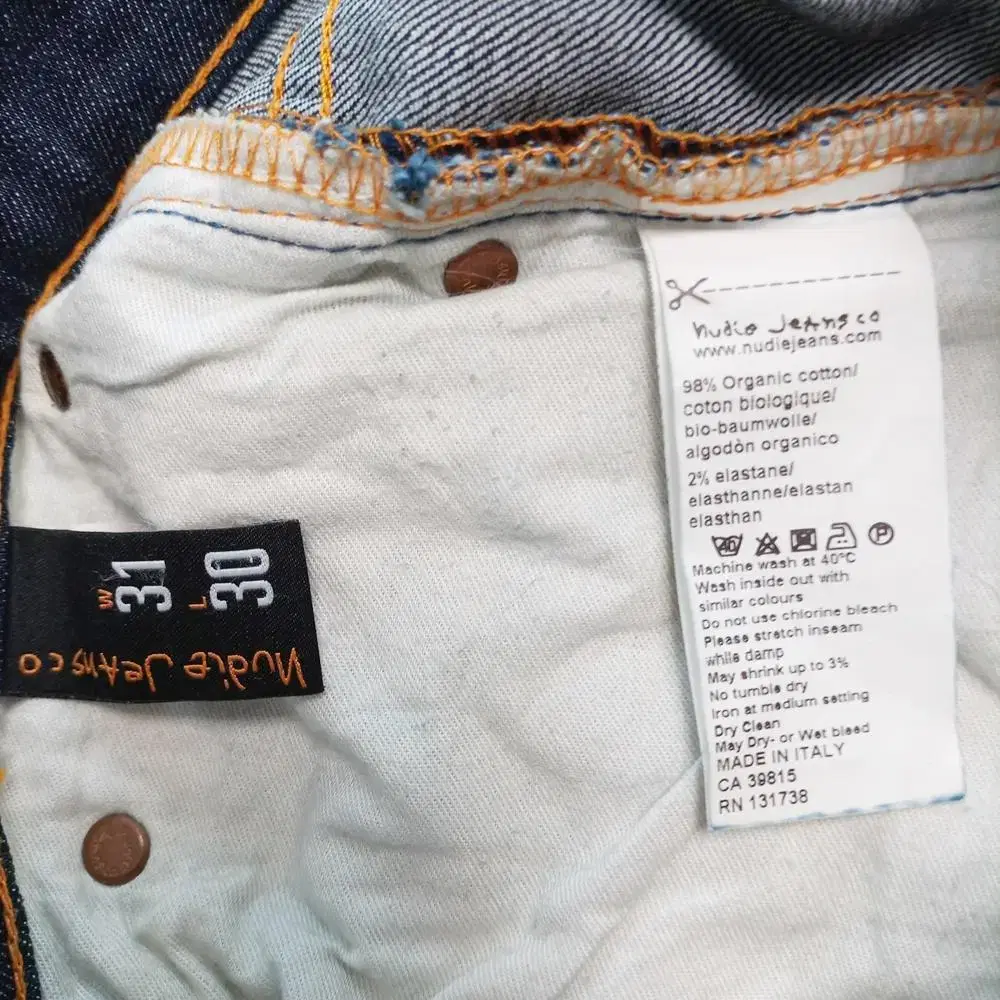 nudie Jeans co
www.nudiejeans.com
98% Organic cotton/
coton biologique/
bio-baumwolle/
algodòn organico
2% elastane/
elasthanne/elastan
elasthan
40
P
Machine wash at 40°C
Wash inside out with
similar colours
Do not use chlorine bleach
Please stretch inseam
while damp
May shrink up to 3%
No tumble dry
Iron at medium setting
Dry Clean
May Dry- or Wet bleed
MADE IN ITALY
CA 39815
RN 131738
W 31
L 30
nudie Jeans co